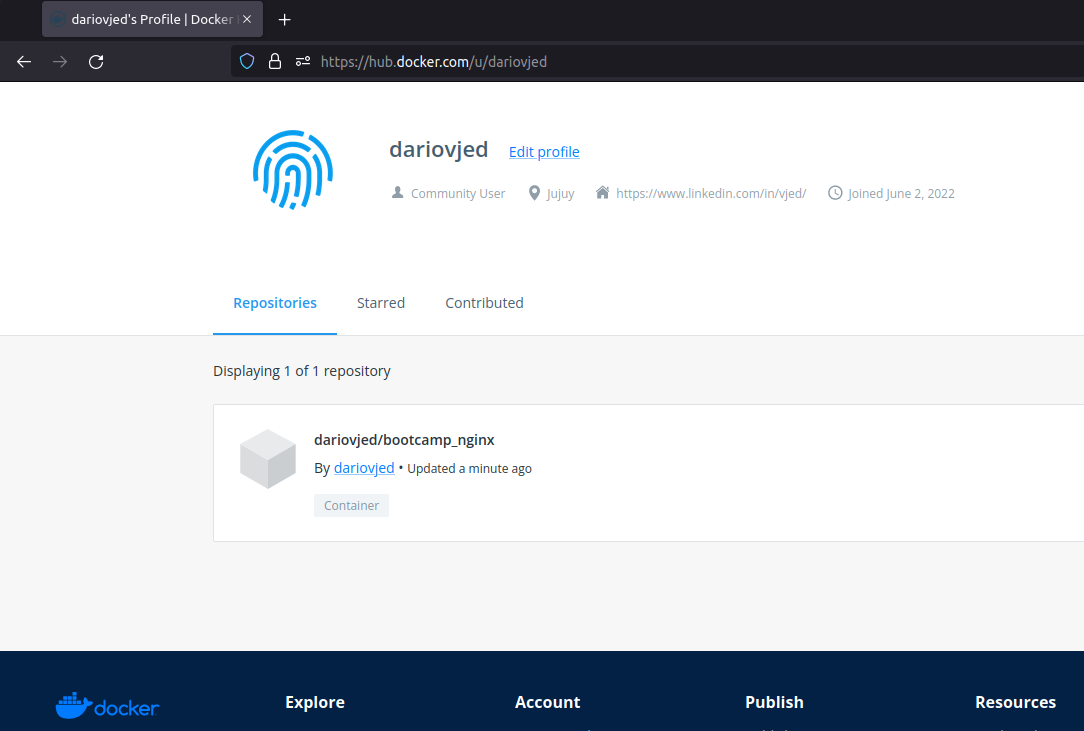 dariovjed's Profile | Docker
https://hub.docker.com/u/dariovjed
dariovjed Edit profile
Community User Jujuy https://www.linkedin.com/in/vjed/ Joined June 2, 2022
Repositories Starred Contributed
Displaying 1 of 1 repository
dariovjed/bootcamp_nginx
By dariovjed • Updated a minute ago
Container
docker Explore Account Publish Resources